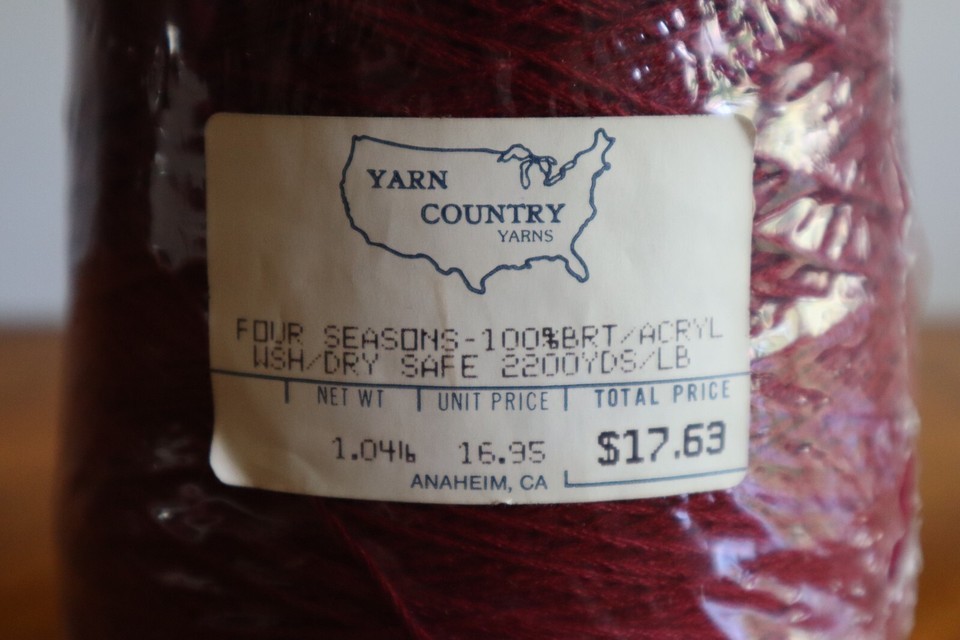 YARN
COUNTRY
YARNS
FOUR SEASONS-100%BRT/ACRYL
WSH/DRY SAFE 2200YDS/LB
NET WT UNIT PRICE TOTAL PRICE
1.04lb 16.95 $17.63
ANAHEIM, CA